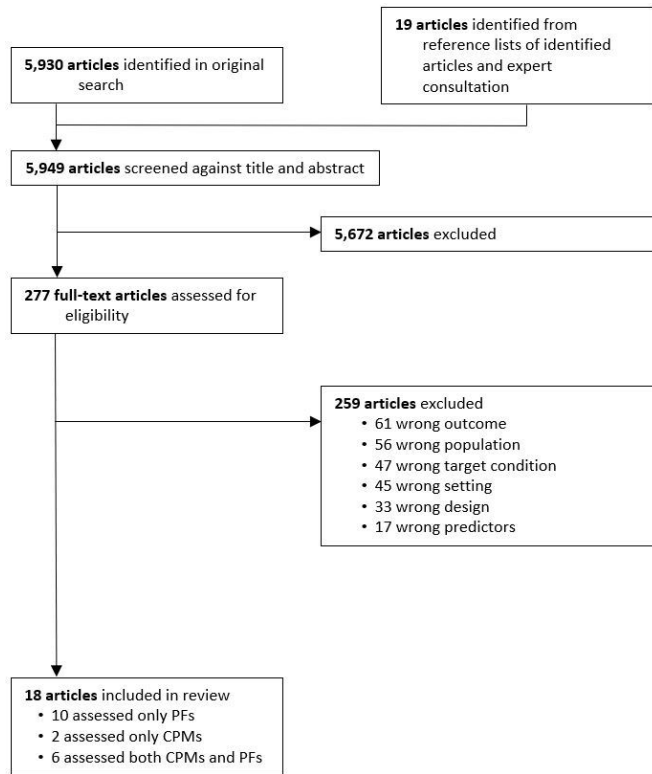 5,930 articles identified in original
search
19 articles identified from
reference lists of identified
articles and expert
consultation
5,949 articles screened against title and abstract
5,672 articles excluded
277 full-text articles assessed for
eligibility
259 articles excluded
• 61 wrong outcome
• 56 wrong population
• 47 wrong target condition
• 45 wrong setting
• 33 wrong design
• 17 wrong predictors
18 articles included in review
• 10 assessed only PFs
• 2 assessed only CPMs
• 6 assessed both CPMs and PFs